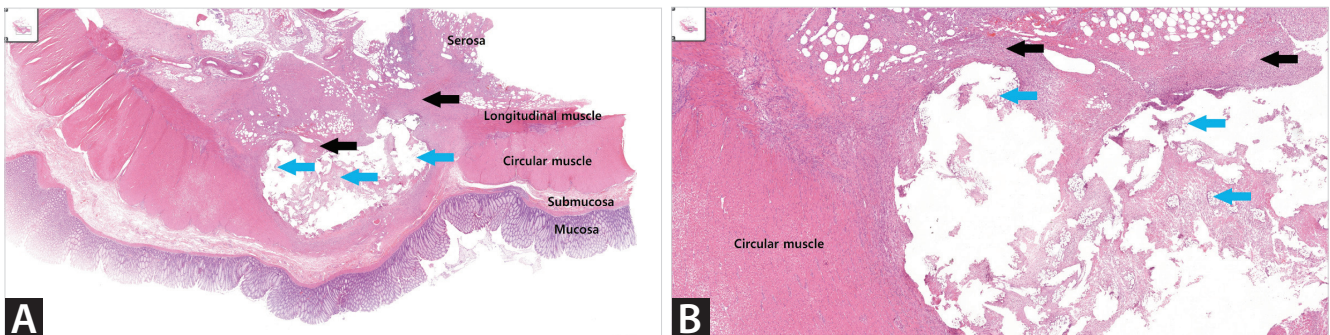 Serosa
Longitudinal muscle
Circular muscle
Submucosa
Mucosa
A
Circular muscle
B